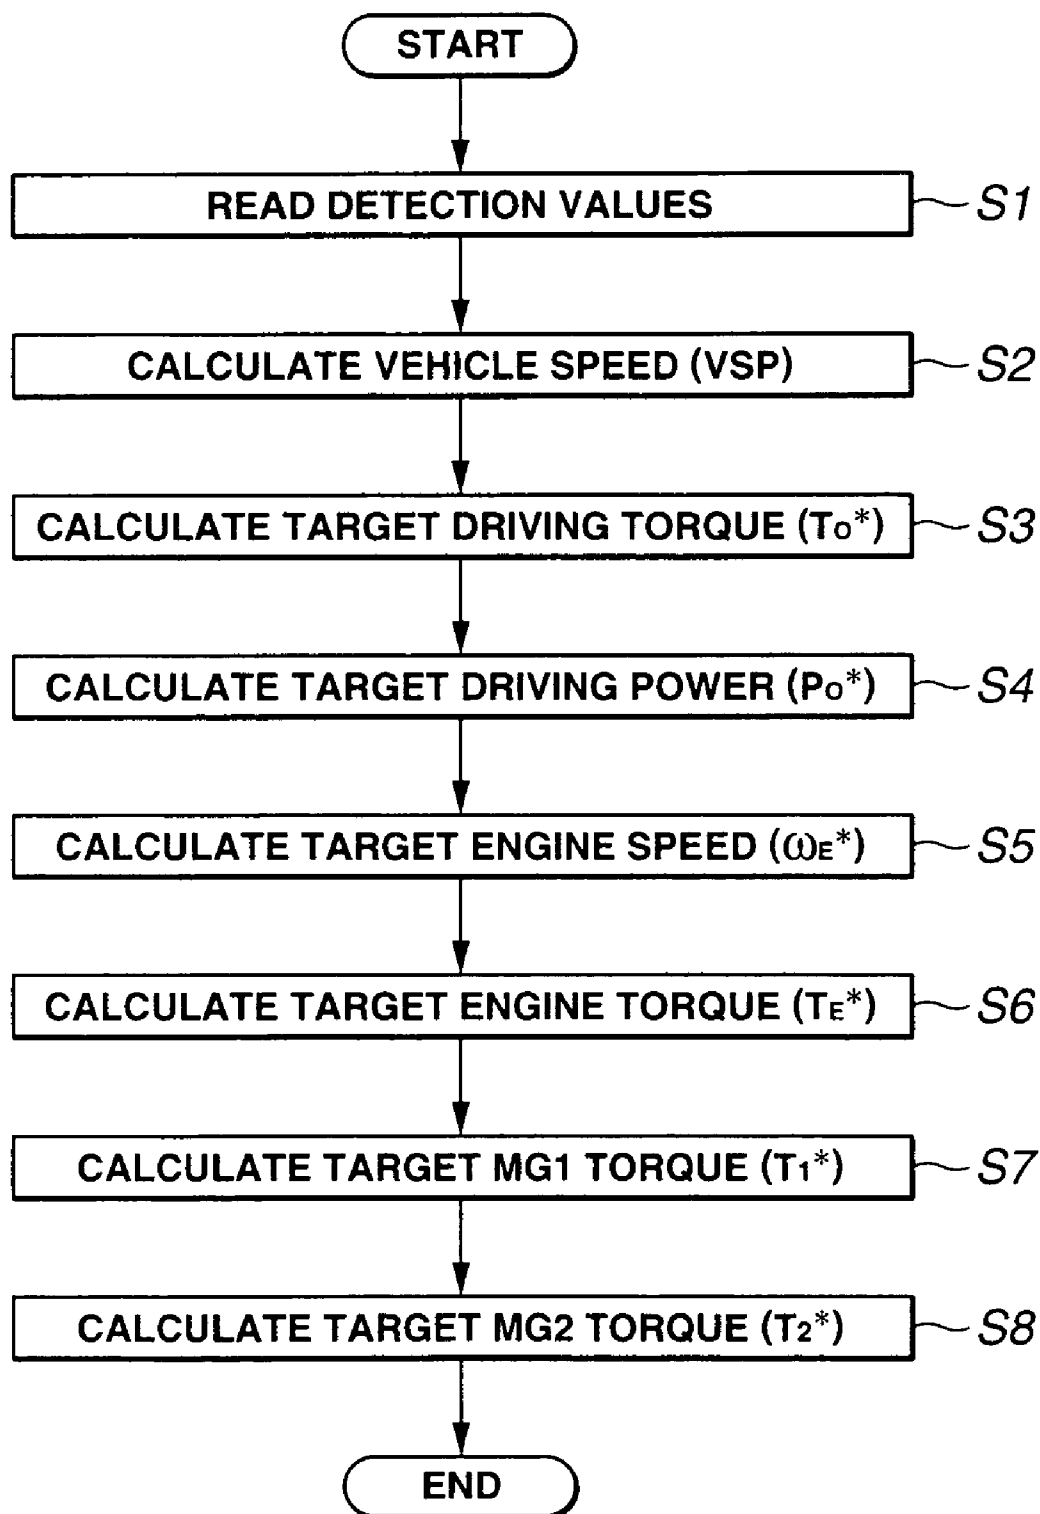 START
READ DETECTION VALUES S1
CALCULATE VEHICLE SPEED (VSP) S2
CALCULATE TARGET DRIVING TORQUE (To*) S3
CALCULATE TARGET DRIVING POWER (Po*) S4
CALCULATE TARGET ENGINE SPEED (ωE*) S5
CALCULATE TARGET ENGINE TORQUE (TE*) S6
CALCULATE TARGET MG1 TORQUE (T1*) S7
CALCULATE TARGET MG2 TORQUE (T2*) S8
END